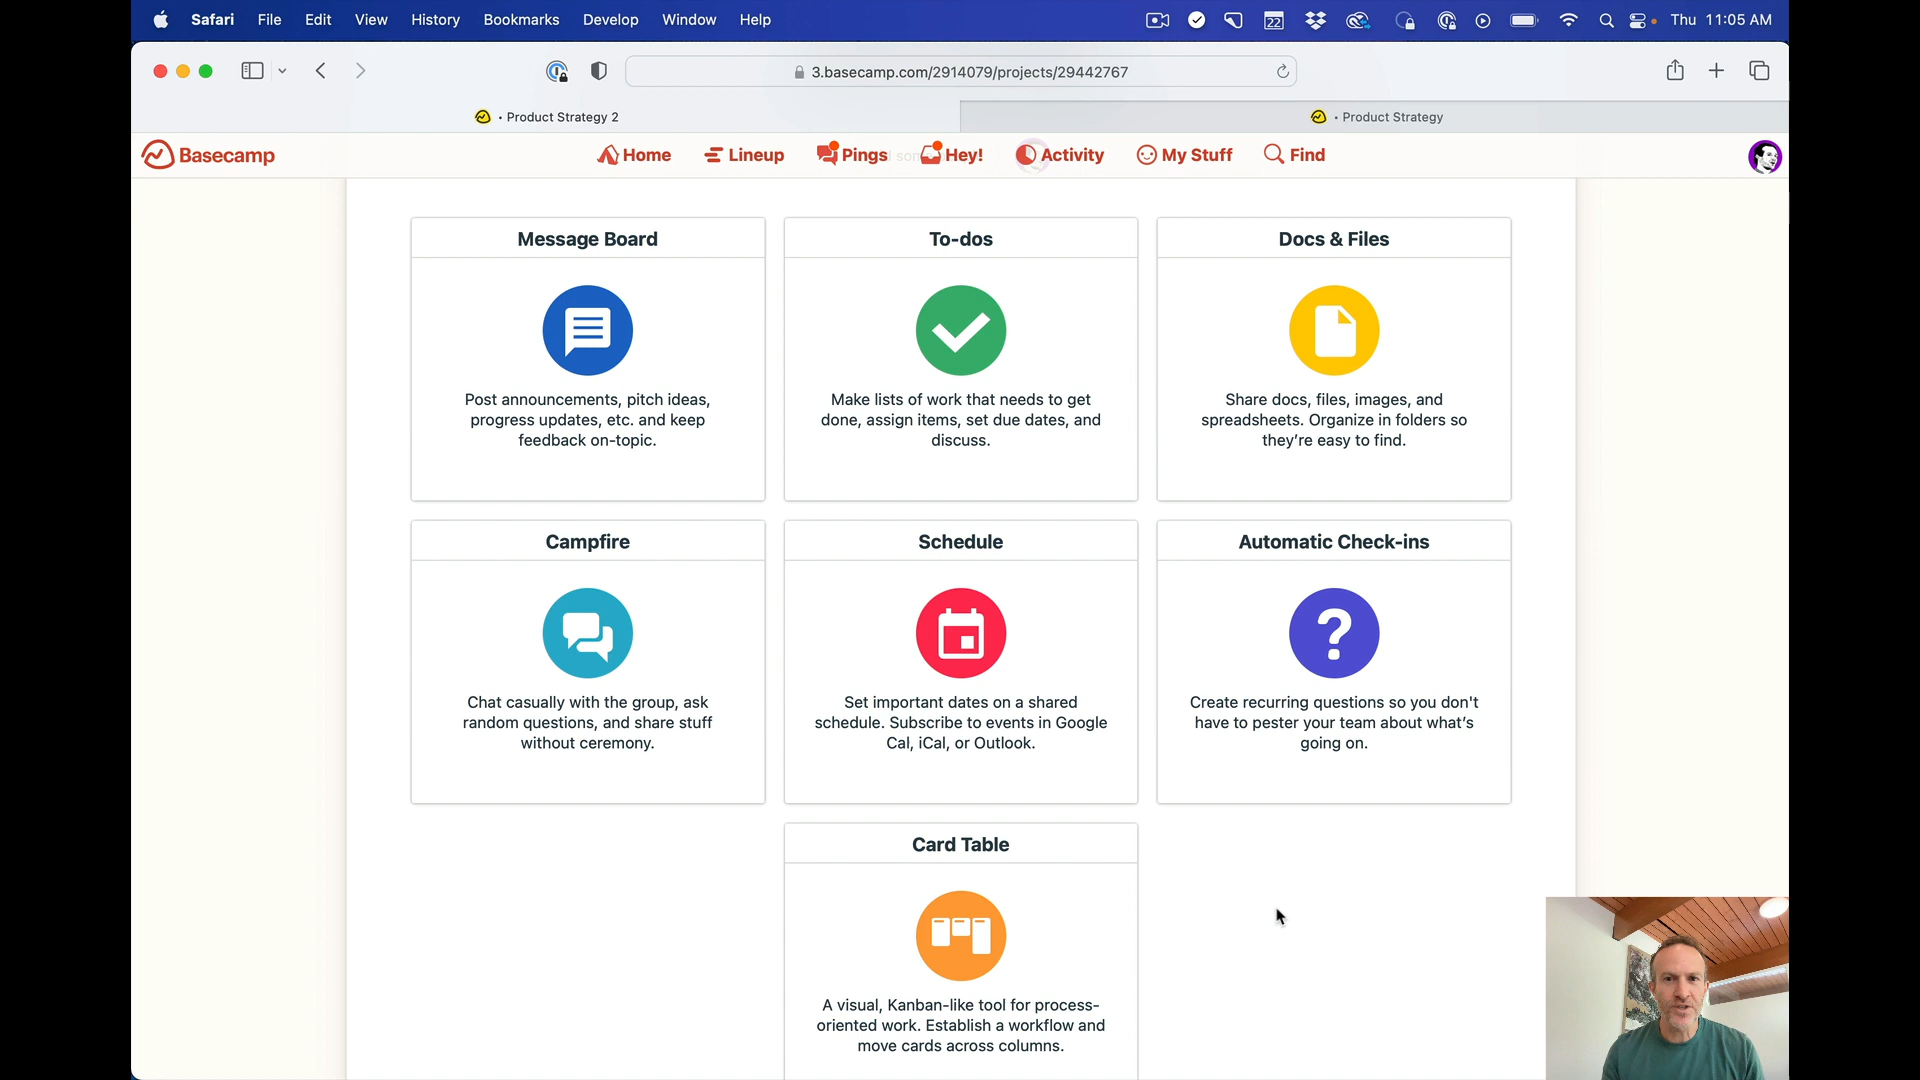 Safari File Edit View History Bookmarks Develop Window Help 22 Thu 11:05 AM
3.basecamp.com/2914079/projects/29442767
• Product Strategy 2
• Product Strategy
Basecamp
Home Lineup Pings Hey! Activity My Stuff Find
Message Board
Post announcements, pitch ideas,
progress updates, etc. and keep
feedback on-topic.
To-dos
Make lists of work that needs to get
done, assign items, set due dates, and
discuss.
Docs & Files
Share docs, files, images, and
spreadsheets. Organize in folders so
they’re easy to find.
Campfire
Chat casually with the group, ask
random questions, and share stuff
without ceremony.
Schedule
Set important dates on a shared
schedule. Subscribe to events in Google
Cal, iCal, or Outlook.
Automatic Check-ins
Create recurring questions so you don't
have to pester your team about what’s
going on.
Card Table
A visual, Kanban-like tool for process-
oriented work. Establish a workflow and
move cards across columns.